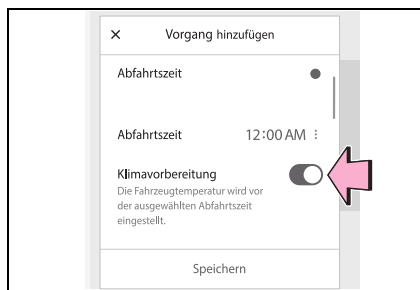 × Vorgang hinzufügen
Abfahrtszeit
Abfahrtszeit 12:00 AM
Klimavorbereitung
Die Fahrzeugtemperatur wird vor
der ausgewählten Abfahrtszeit
eingestellt.
Speichern